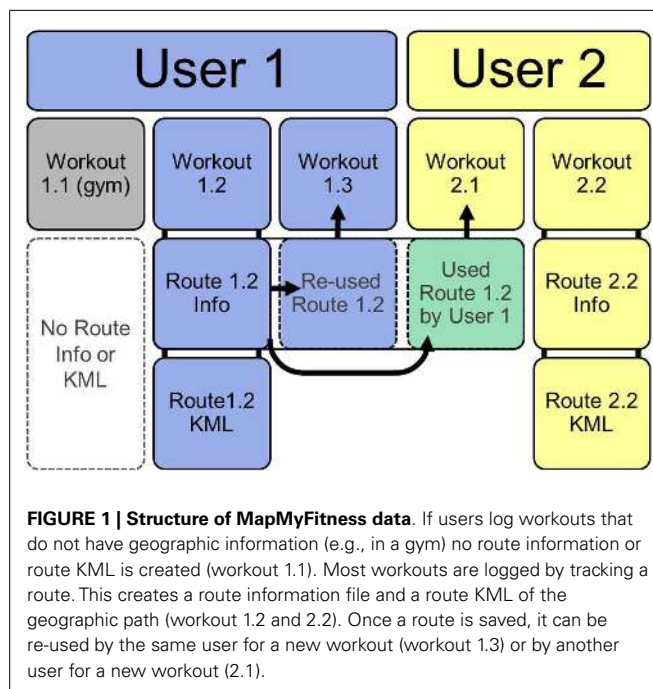 User 1
User 2
Workout
1.1 (gym)
Workout
1.2
Workout
1.3
Workout
2.1
Workout
2.2
No Route
Info or
KML
Route 1.2
Info
Re-used
Route 1.2
Used
Route 1.2
by User 1
Route 2.2
Info
Route1.2
KML
Route 2.2
KML
FIGURE 1 | Structure of MapMyFitness data. If users log workouts that
do not have geographic information (e.g., in a gym) no route information or
route KML is created (workout 1.1). Most workouts are logged by tracking a
route. This creates a route information file and a route KML of the
geographic path (workout 1.2 and 2.2). Once a route is saved, it can be
re-used by the same user for a new workout (workout 1.3) or by another
user for a new workout (2.1).